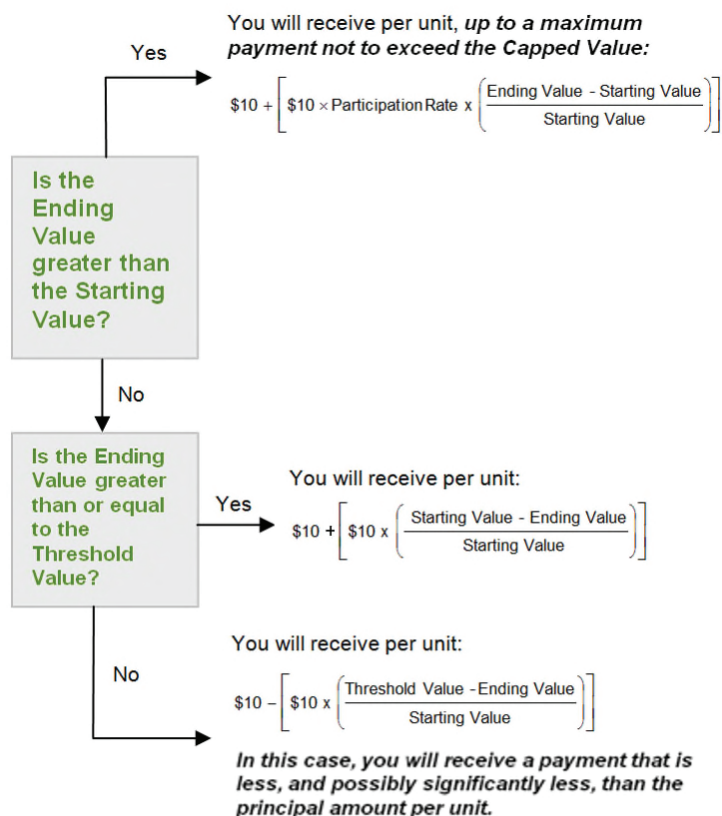 You will receive per unit, up to a maximum
payment not to exceed the Capped Value:
Yes
$10 + [ $10 × Participation Rate x ( Ending Value - Starting Value
Starting Value ) ]
Is the
Ending
Value
greater than
the Starting
Value?
No
Is the Ending
Value greater
than or equal
to the
Threshold
Value?
Yes
You will receive per unit:
$10 + [ $10 x ( Starting Value - Ending Value
Starting Value ) ]
No
You will receive per unit:
$10 – [ $10 x ( Threshold Value - Ending Value
Starting Value ) ]
In this case, you will receive a payment that is
less, and possibly significantly less, than the
principal amount per unit.